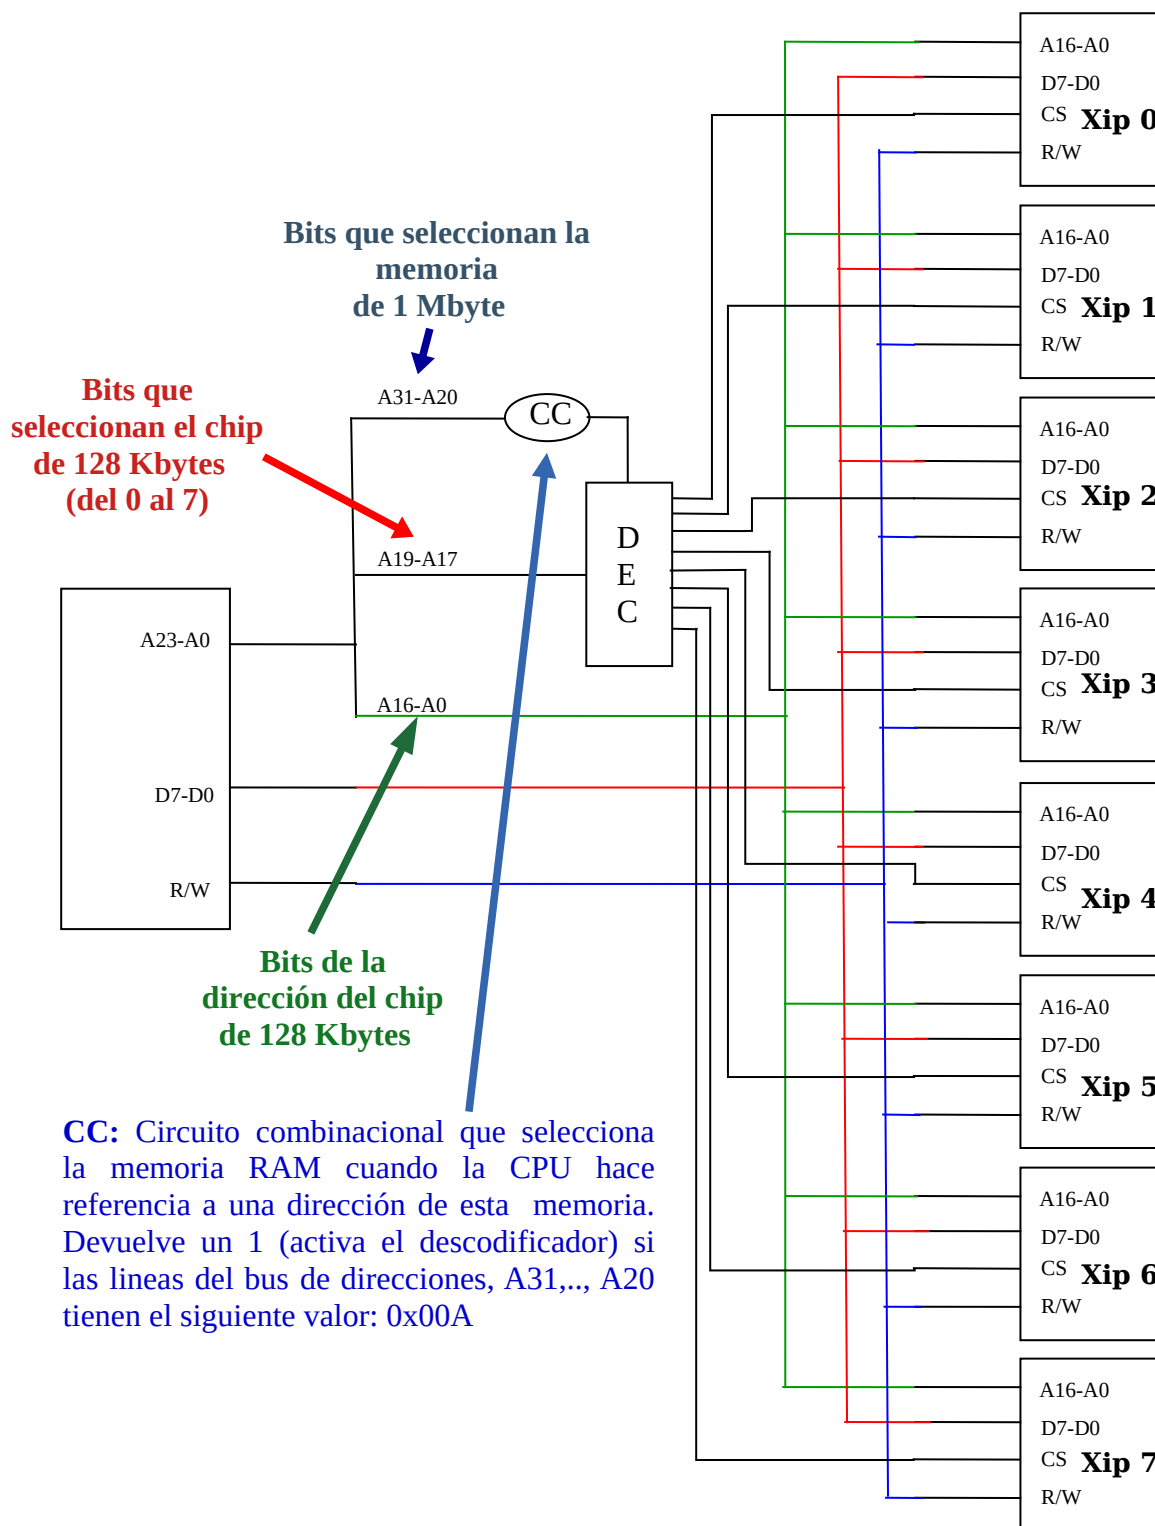 A16-A0
D7-D0
CS Xip 0
R/W
Bits que seleccionan la
memoria
de 1 Mbyte
A16-A0
D7-D0
CS Xip 1
R/W
Bits que
seleccionan el chip
de 128 Kbytes
(del 0 al 7)
A31-A20
CC
A16-A0
D7-D0
CS Xip 2
R/W
A19-A17
D
E
C
A16-A0
D7-D0
CS Xip 3
R/W
A23-A0
D7-D0
R/W
A16-A0
A16-A0
D7-D0
CS Xip 4
R/W
Bits de la
dirección del chip
de 128 Kbytes
A16-A0
D7-D0
CS Xip 5
R/W
CC: Circuito combinacional que selecciona
la memoria RAM cuando la CPU hace
referencia a una dirección de esta memoria.
Devuelve un 1 (activa el descodificador) si
las lineas del bus de direcciones, A31,.., A20
tienen el siguiente valor: 0x00A
A16-A0
D7-D0
CS Xip 6
R/W
A16-A0
D7-D0
CS Xip 7
R/W